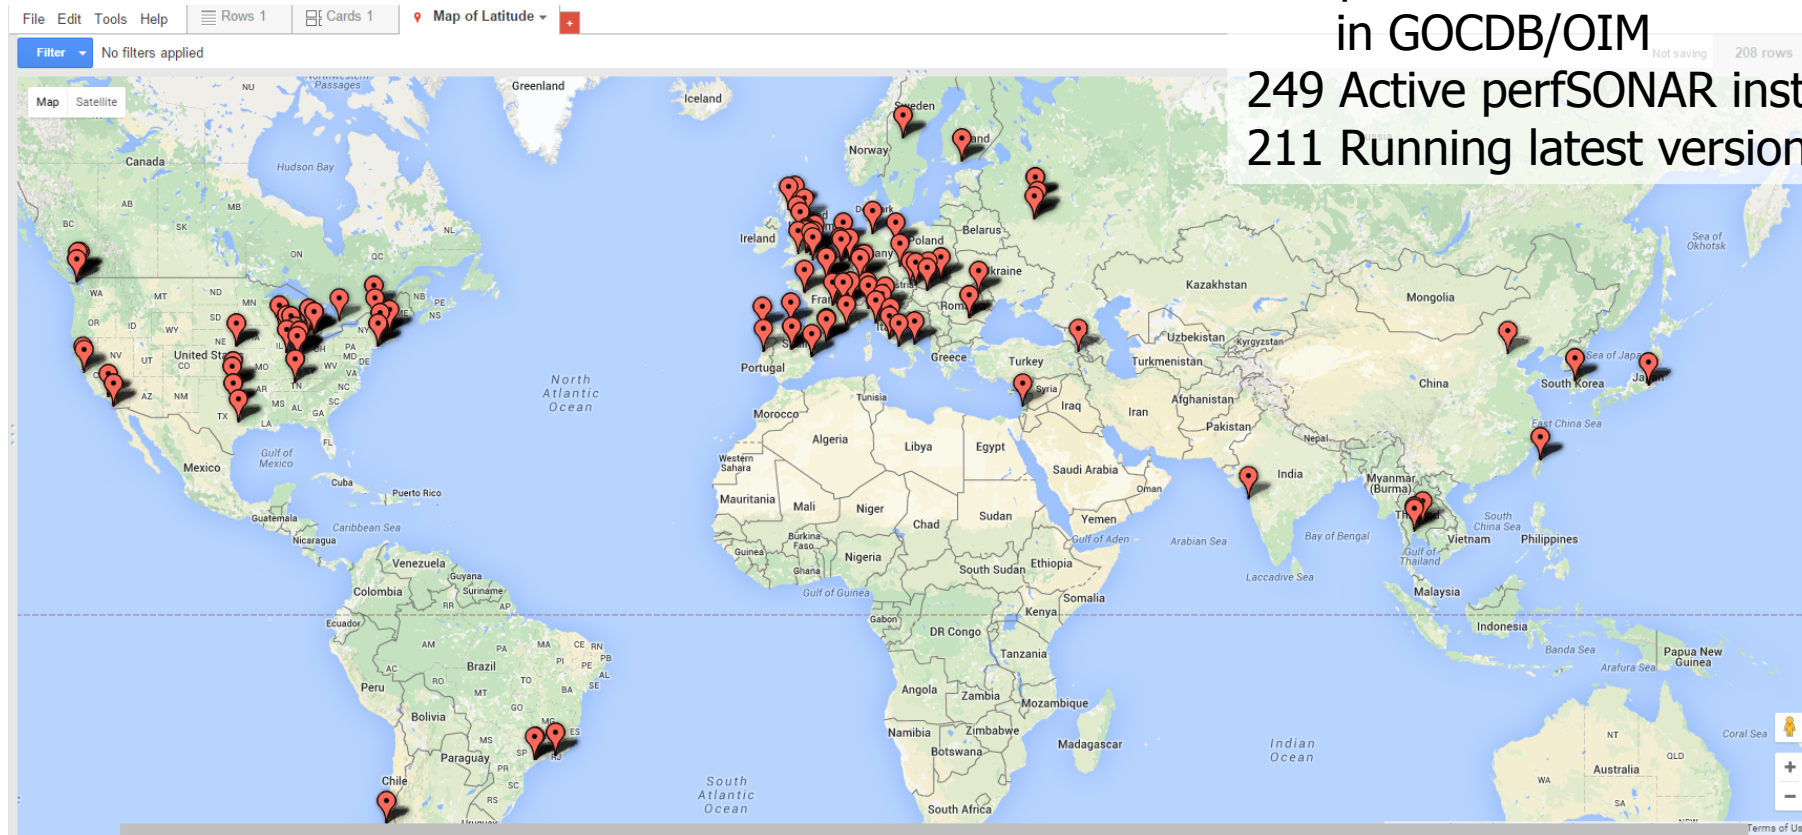 File Edit Tools Help Rows 1 Cards 1 Map of Latitude
+
in GOCDB/OIM
Filter No filters applied
Not saving 208 rows
249 Active perfSONAR inst
211 Running latest version
Map Satellite
Northwestern
Passages
NU
Greenland
Iceland
Sweden
Norway
Canada
Hudson Bay
AB
MB
BC
SK
NL
ON
QC
Ireland
Poland
Belarus
Sea of
Okhotsk
WA
MT
ND
MN
NB
PE
NS
OR
ID
SD
WY
NE
NY
Kazakhstan
Mongolia
NV
UT
CO
IL
OH
PA
MD
DE
WV
VA
MO
Portugal
Greece
Turkey
Uzbekistan
Kyrgyzstan
Turkmenistan
South Korea
Sea of Japan
AZ
NM
AR
TN
NC
SC
MS
AL
GA
TX
LA
FL
North
Atlantic
Ocean
Tunisia
Syria
Iraq
Iran
Afghanistan
China
Morocco
Pakistan
Nepal
East China Sea
Gulf of
Mexico
Mexico
Cuba
Puerto Rico
Algeria
Libya
Egypt
Western
Sahara
Saudi Arabia
India
Myanmar
(Burma)
Oman
Guatemala
Caribbean Sea
Nicaragua
Mauritania
Mali
Niger
Chad
Sudan
Yemen
Gulf of Aden
Arabian Sea
Bay of Bengal
South
China Sea
Vietnam
Philippines
Gulf of
Thailand
Burkina
Faso
Guinea
Ghana
Nigeria
South Sudan
Ethiopia
Laccadive Sea
Venezuela
Guyana
Suriname
Colombia
RR
AP
Gulf of Guinea
Somalia
Malaysia
Ecuador
Gabon
Kenya
DR Congo
Indonesia
AM
PA
MA
CE
RN
PB
PI
PE
AL
SE
Tanzania
Banda Sea
Papua New
Guinea
Arafura Sea
Peru
AC
RO
Brazil
MT
TO
BA
Angola
Zambia
Mozambique
Bolivia
GO
MG
ES
MS
SP
RJ
Namibia
Zimbabwe
Botswana
Madagascar
Indian
Ocean
NT
QLD
Coral Sea
Paraguay
PR
SC
Chile
RS
Uruguay
South
Atlantic
Ocean
South Africa
WA
Australia
SA
NSW
+
−
Terms of Us